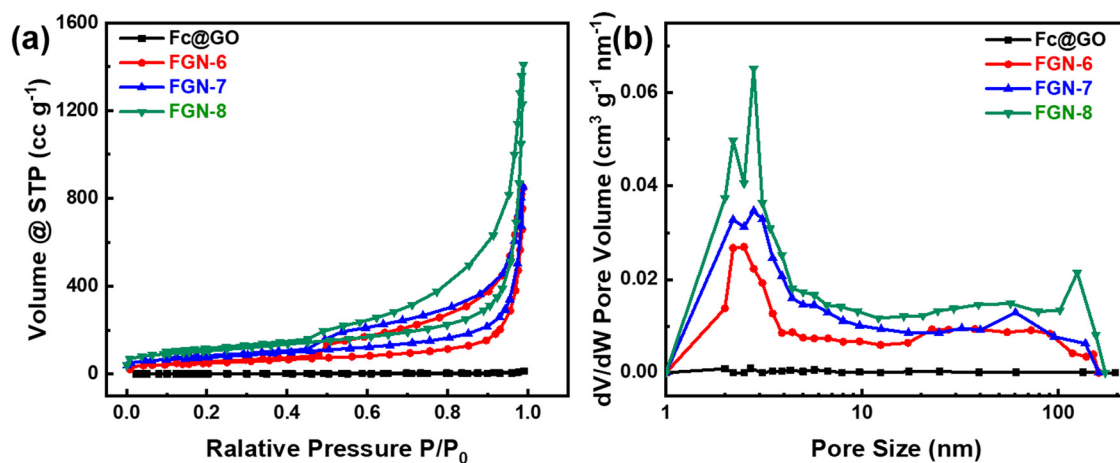 (a)
Fc@GO
FGN-6
FGN-7
FGN-8
Volume @ STP (cc g⁻¹)
1600
1200
800
400
0
0.0 0.2 0.4 0.6 0.8 1.0
Ralative Pressure P/P₀
(b)
Fc@GO
FGN-6
FGN-7
FGN-8
dV/dW Pore Volume (cm³ g⁻¹ nm⁻¹)
0.06
0.04
0.02
0.00
1 10 100
Pore Size (nm)